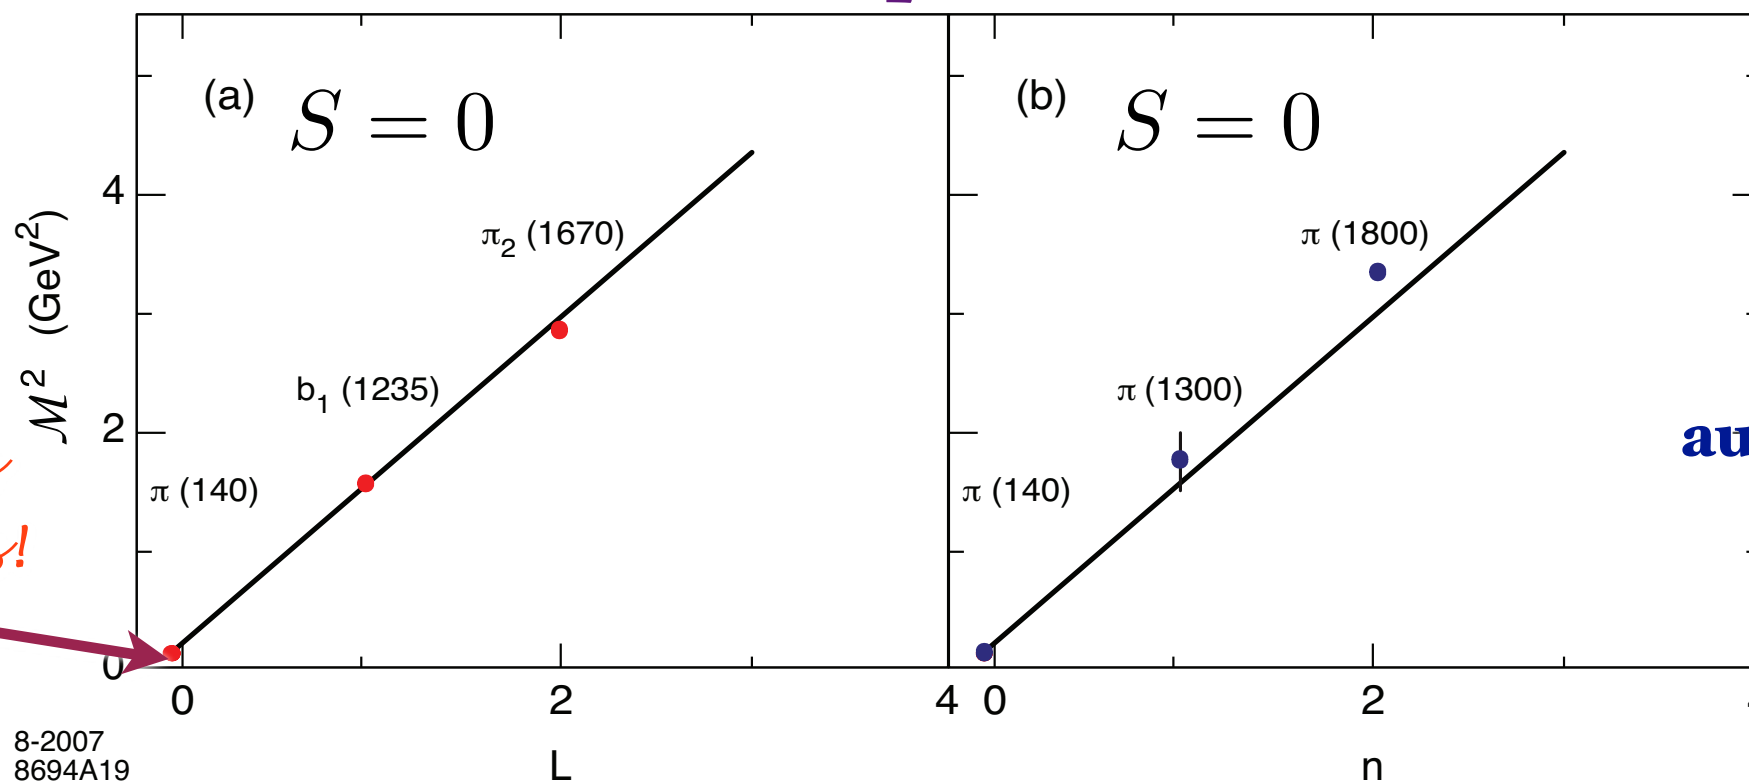 (a) S = 0
(b) S = 0
4
π₂ (1670)
π (1800)
M² (GeV²)
b₁ (1235)
π (1300)
2
au
π (140)
π (140)
!
0
0
2
4
0
2
L
n
8-2007
8694A19